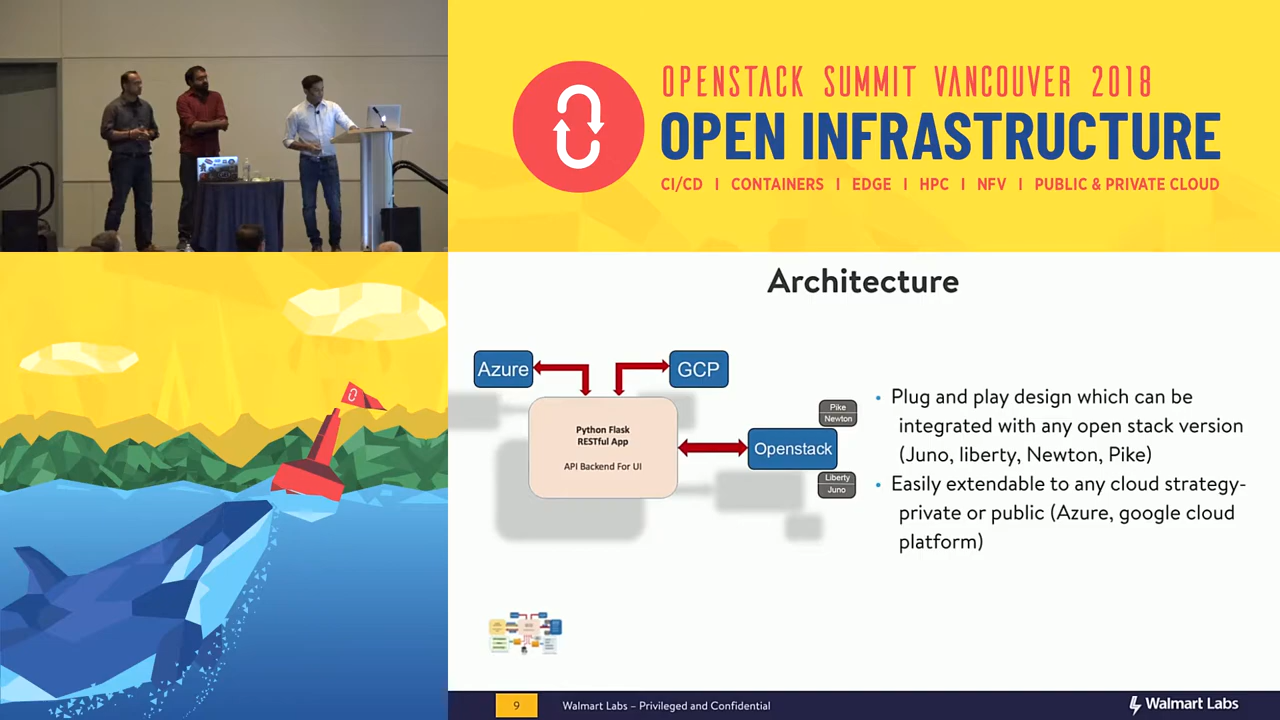 OPENSTACK SUMMIT VANCOUVER 2018
OPEN INFRASTRUCTURE
CI/CD | CONTAINERS | EDGE | HPC | NFV | PUBLIC & PRIVATE CLOUD
Architecture
Azure
GCP
Python Flask
RESTful App
API Backend For UI
Pike
Newton
Openstack
Liberty
Juno
• Plug and play design which can be
integrated with any open stack version
(Juno, liberty, Newton, Pike)
• Easily extendable to any cloud strategy-
private or public (Azure, google cloud
platform)
9
Walmart Labs – Privileged and Confidential
Walmart Labs